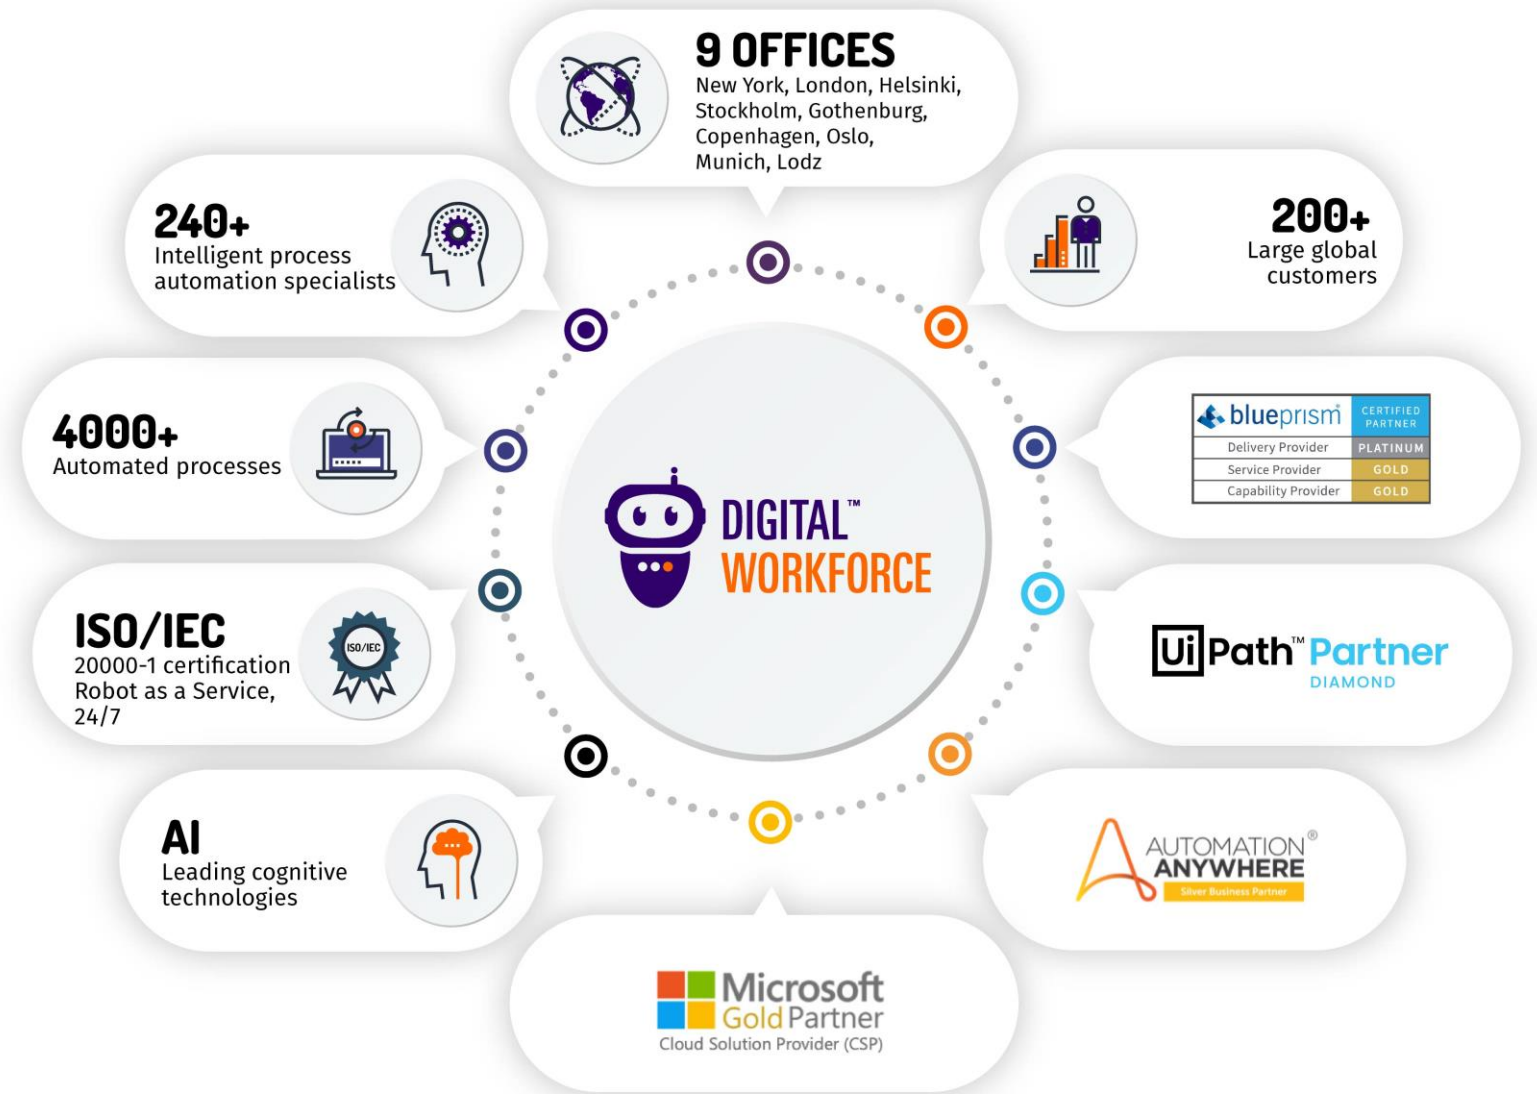 9 OFFICES
New York, London, Helsinki,
Stockholm, Gothenburg,
Copenhagen, Oslo,
Munich, Lodz
240+
Intelligent process
automation specialists
200+
Large global
customers
4000+
Automated processes
blueprism® CERTIFIED PARTNER
Delivery Provider PLATINUM
Service Provider GOLD
Capability Provider GOLD
DIGITAL™
WORKFORCE
ISO/IEC
20000-1 certification
Robot as a Service,
24/7
ISO/IEC
UiPath™ Partner
DIAMOND
AI
Leading cognitive
technologies
AUTOMATION®
ANYWHERE
Silver Business Partner
Microsoft
Gold Partner
Cloud Solution Provider (CSP)